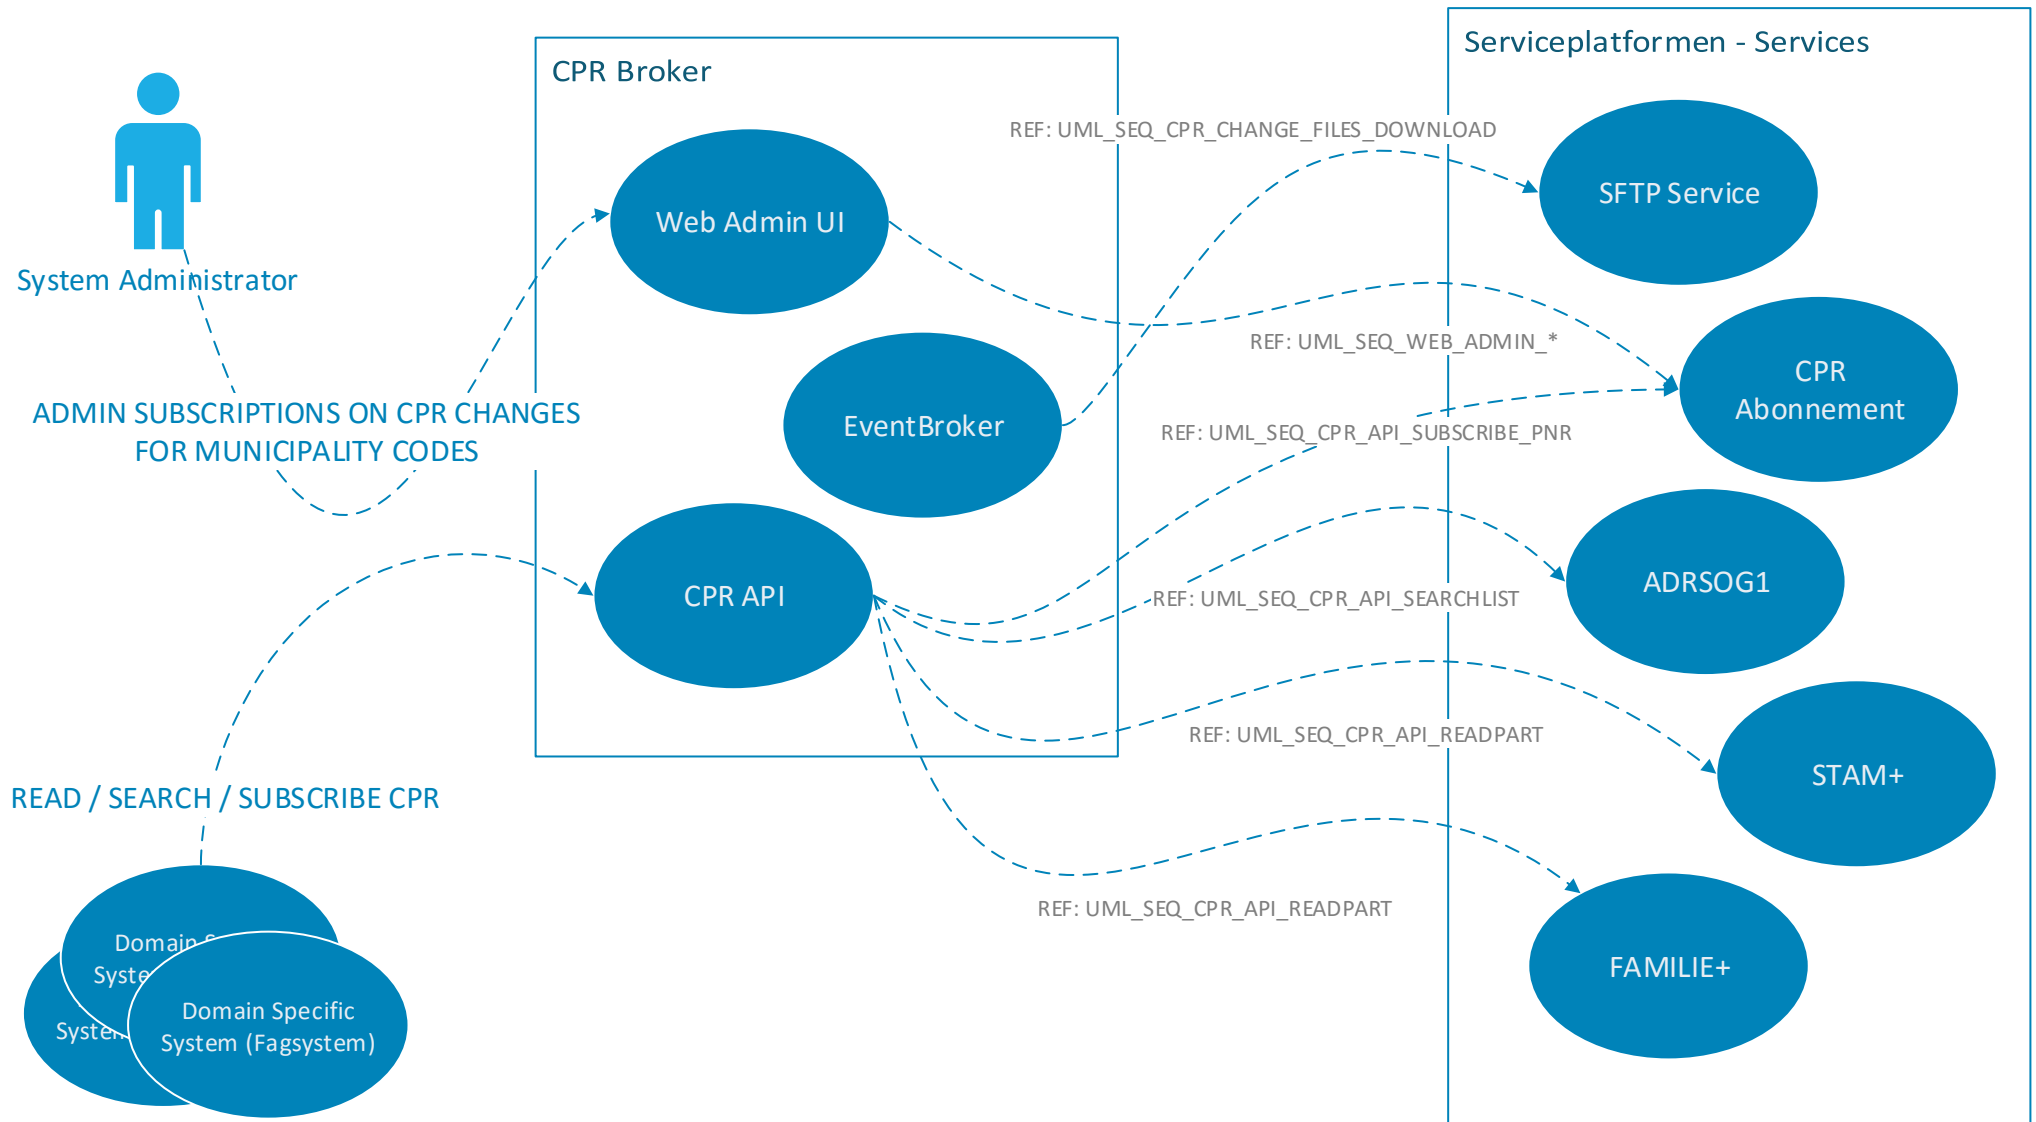 Serviceplatformen - Services
CPR Broker
REF: UML_SEQ_CPR_CHANGE_FILES_DOWNLOAD
SFTP Service
Web Admin UI
System Administrator
REF: UML_SEQ_WEB_ADMIN_*
CPR
Abonnement
ADMIN SUBSCRIPTIONS ON CPR CHANGES
FOR MUNICIPALITY CODES
EventBroker
REF: UML_SEQ_CPR_API_SUBSCRIBE_PNR
CPR API
ADRSOG1
REF: UML_SEQ_CPR_API_SEARCHLIST
REF: UML_SEQ_CPR_API_READPART
STAM+
READ / SEARCH / SUBSCRIBE CPR
REF: UML_SEQ_CPR_API_READPART
FAMILIE+
Domain
Domain Specific
System (Fagsystem)